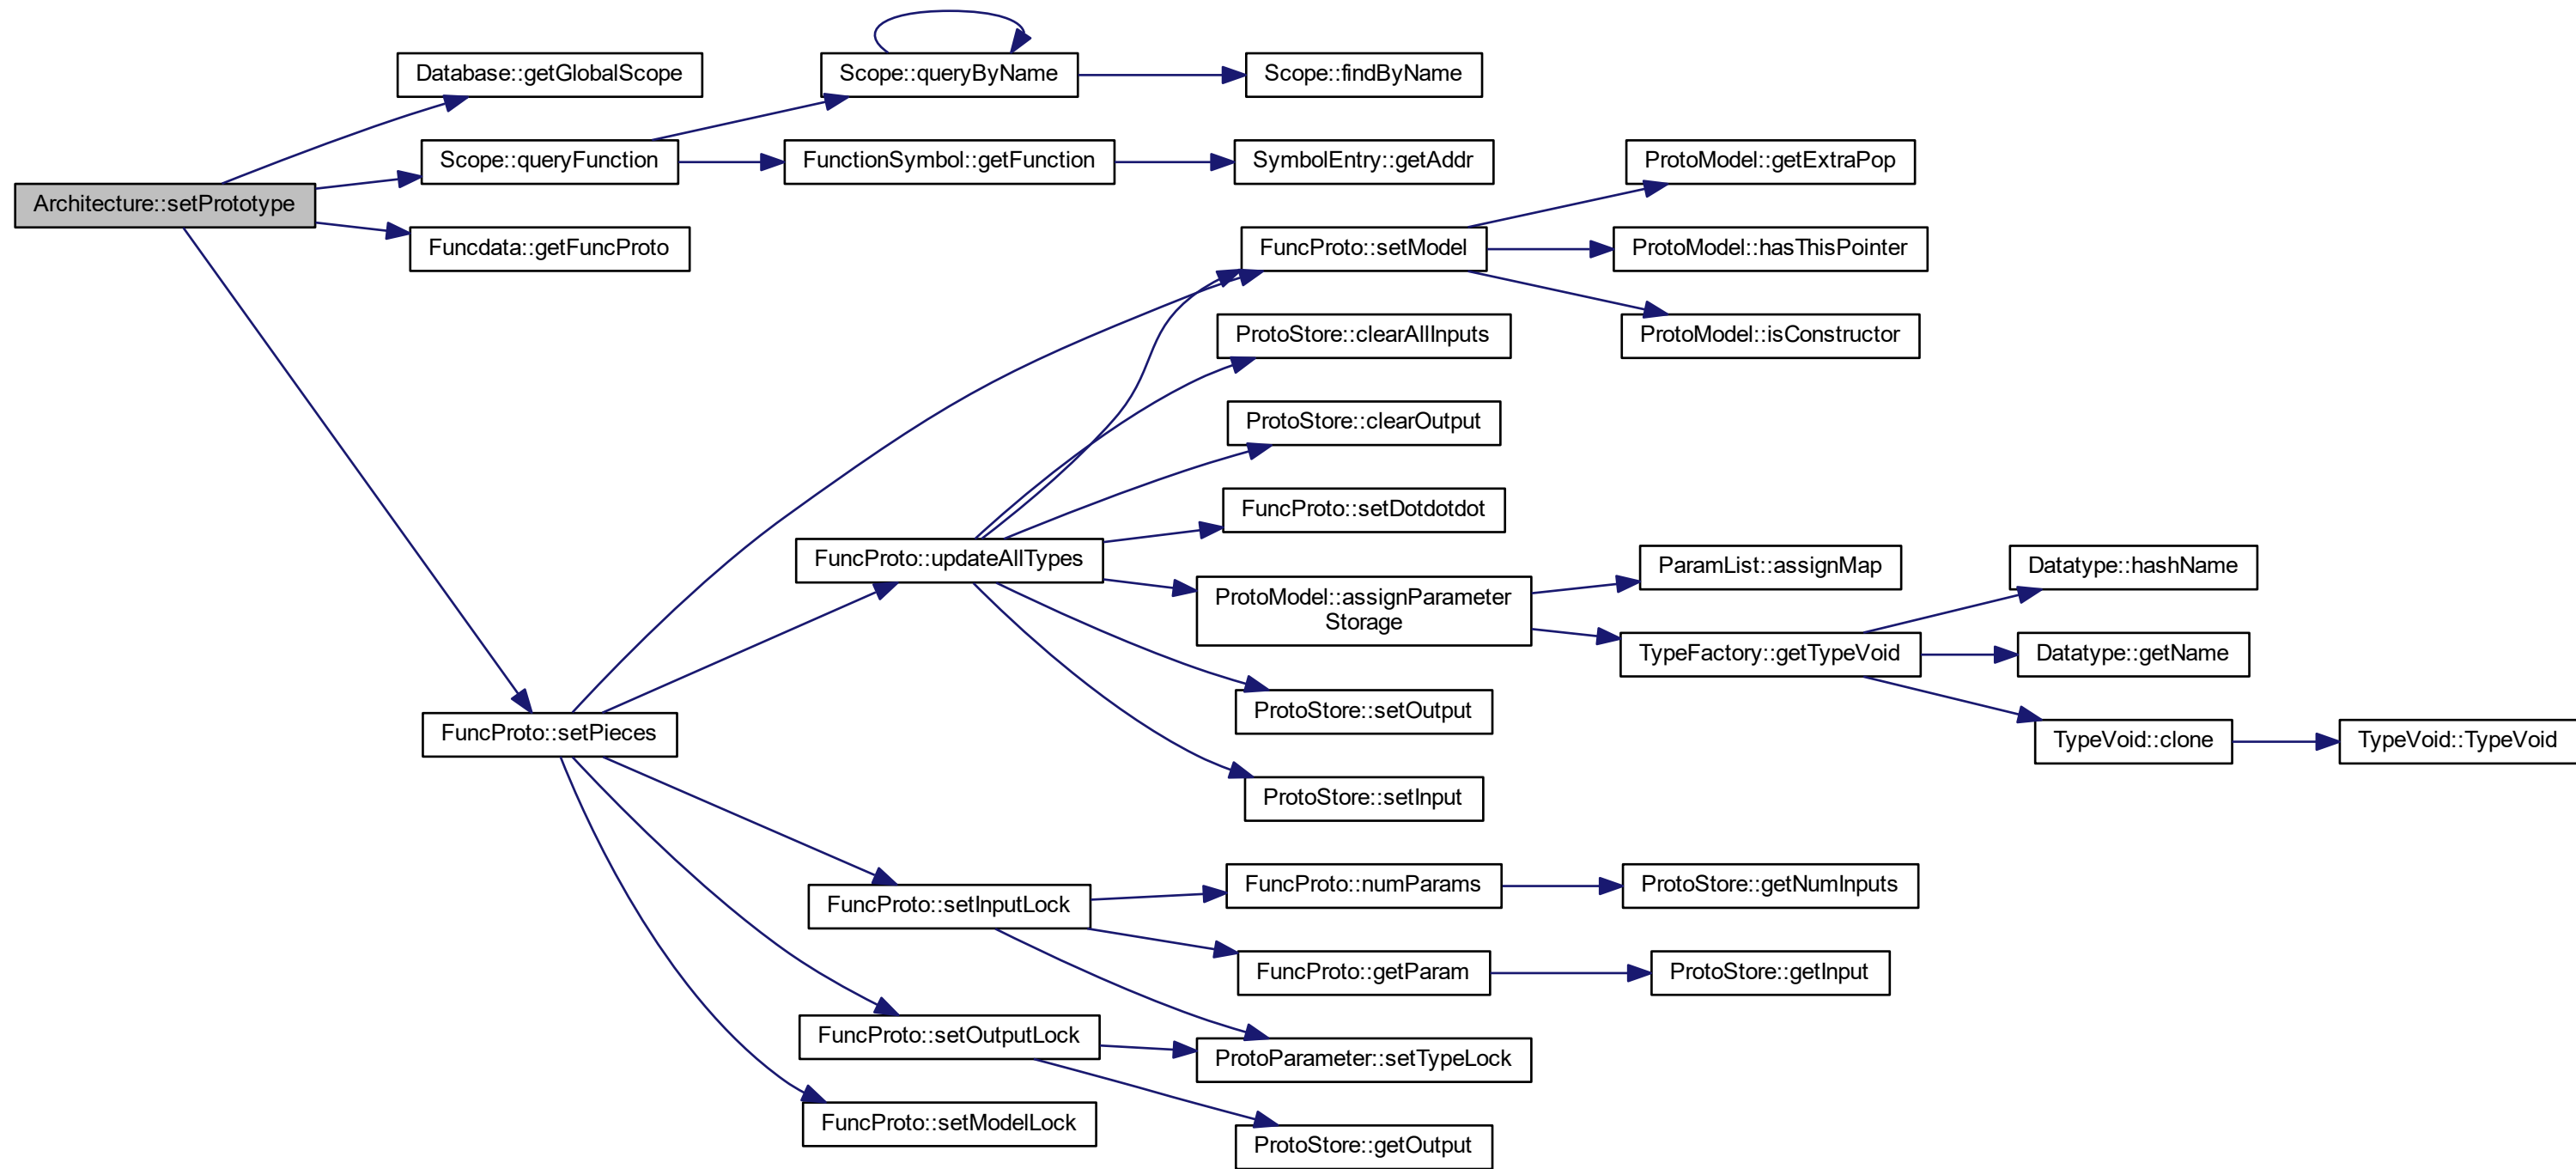 Architecture::setPrototype
Database::getGlobalScope
Scope::queryFunction
Funcdata::getFuncProto
FuncProto::setPieces
Scope::queryByName
FunctionSymbol::getFunction
FuncProto::updateAllTypes
FuncProto::setInputLock
FuncProto::setOutputLock
FuncProto::setModelLock
Scope::findByName
SymbolEntry::getAddr
FuncProto::setModel
ProtoStore::clearAllInputs
ProtoStore::clearOutput
FuncProto::setDotdotdot
ProtoModel::assignParameter
Storage
ProtoStore::setOutput
ProtoStore::setInput
FuncProto::numParams
FuncProto::getParam
ProtoParameter::setTypeLock
ProtoStore::getOutput
ProtoModel::getExtraPop
ProtoModel::hasThisPointer
ProtoModel::isConstructor
ParamList::assignMap
TypeFactory::getTypeVoid
ProtoStore::getNumInputs
ProtoStore::getInput
Datatype::hashName
Datatype::getName
TypeVoid::clone
TypeVoid::TypeVoid